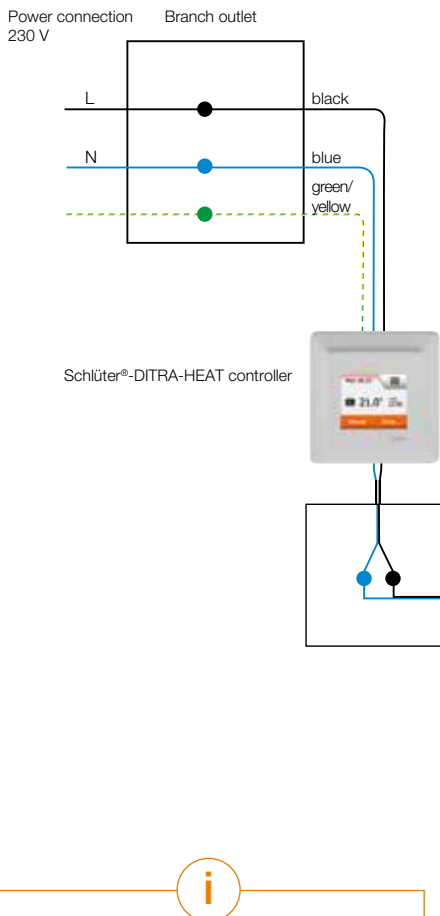 Power connection
230 V
Branch outlet
L
black
N
blue
green/
yellow
Schlüter®-DITRA-HEAT controller
21.0°
i